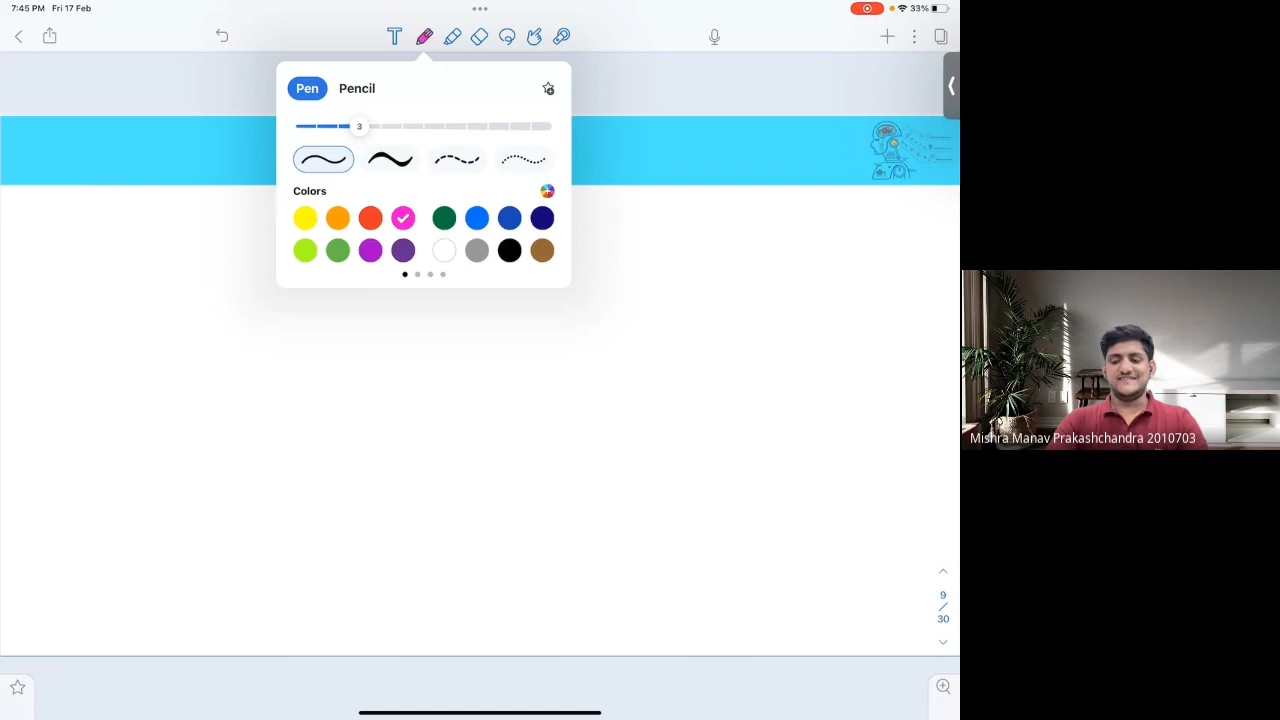 7:45 PM Fri 17 Feb
33%
T
Pen
Pencil
3
Colors
9
/
30
Mishra Manav Prakashchandra 2010703